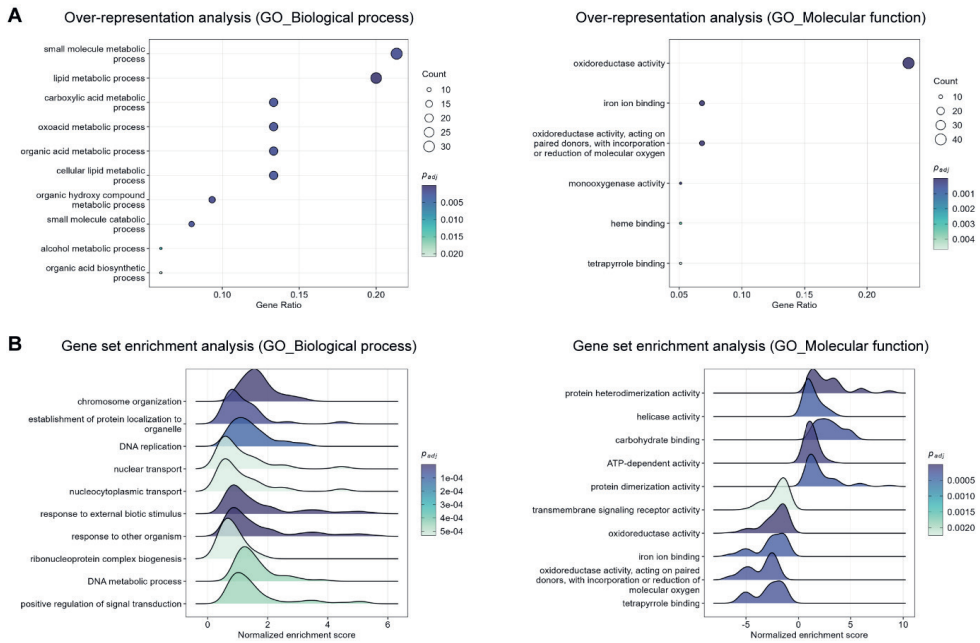 A
Over-representation analysis (GO_Biological process)
small molecule metabolic
process
lipid metabolic process
carboxylic acid metabolic
process
oxoacid metabolic process
organic acid metabolic process
cellular lipid metabolic
process
organic hydroxy compound
metabolic process
small molecule catabolic
process
alcohol metabolic process
organic acid biosynthetic
process
0.10
0.15
0.20
Gene Ratio
Count
10
15
20
25
30
Padj
0.005
0.010
0.015
0.020
Over-representation analysis (GO_Molecular function)
oxidoreductase activity
iron ion binding
oxidoreductase activity, acting on
paired donors, with incorporation
or reduction of molecular oxygen
monooxygenase activity
heme binding
tetrapyrrole binding
0.05
0.10
0.15
0.20
Gene Ratio
Count
10
20
30
40
Padj
0.001
0.002
0.003
0.004
B
Gene set enrichment analysis (GO_Biological process)
chromosome organization
establishment of protein localization to
organelle
DNA replication
nuclear transport
nucleocytoplasmic transport
response to external biotic stimulus
response to other organism
ribonucleoprotein complex biogenesis
DNA metabolic process
positive regulation of signal transduction
0
2
4
6
Normalized enrichment score
Padj
1e-04
2e-04
3e-04
4e-04
5e-04
Gene set enrichment analysis (GO_Molecular function)
protein heterodimerization activity
helicase activity
carbohydrate binding
ATP-dependent activity
protein dimerization activity
transmembrane signaling receptor activity
oxidoreductase activity
iron ion binding
oxidoreductase activity, acting on paired
donors, with incorporation or reduction of
molecular oxygen
tetrapyrrole binding
-5
0
5
10
Normalized enrichment score
Padj
0.0005
0.0010
0.0015
0.0020